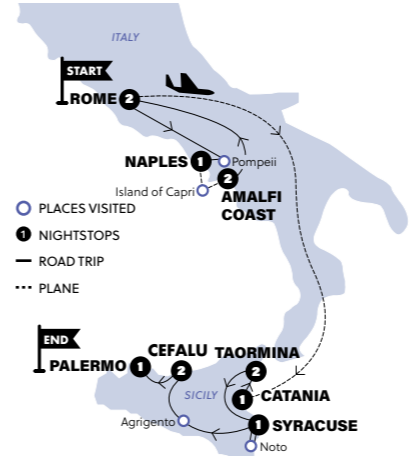 ITALY
START
ROME 2
NAPLES 1
Pompeii
Island of Capri
2
AMALFI
COAST
PLACES VISITED
1 NIGHTSTOPS
ROAD TRIP
PLANE
END
PALERMO 1
CEFALU
2
TAORMINA
2
SICILY
1 CATANIA
Agrigento
1 SYRACUSE
Noto